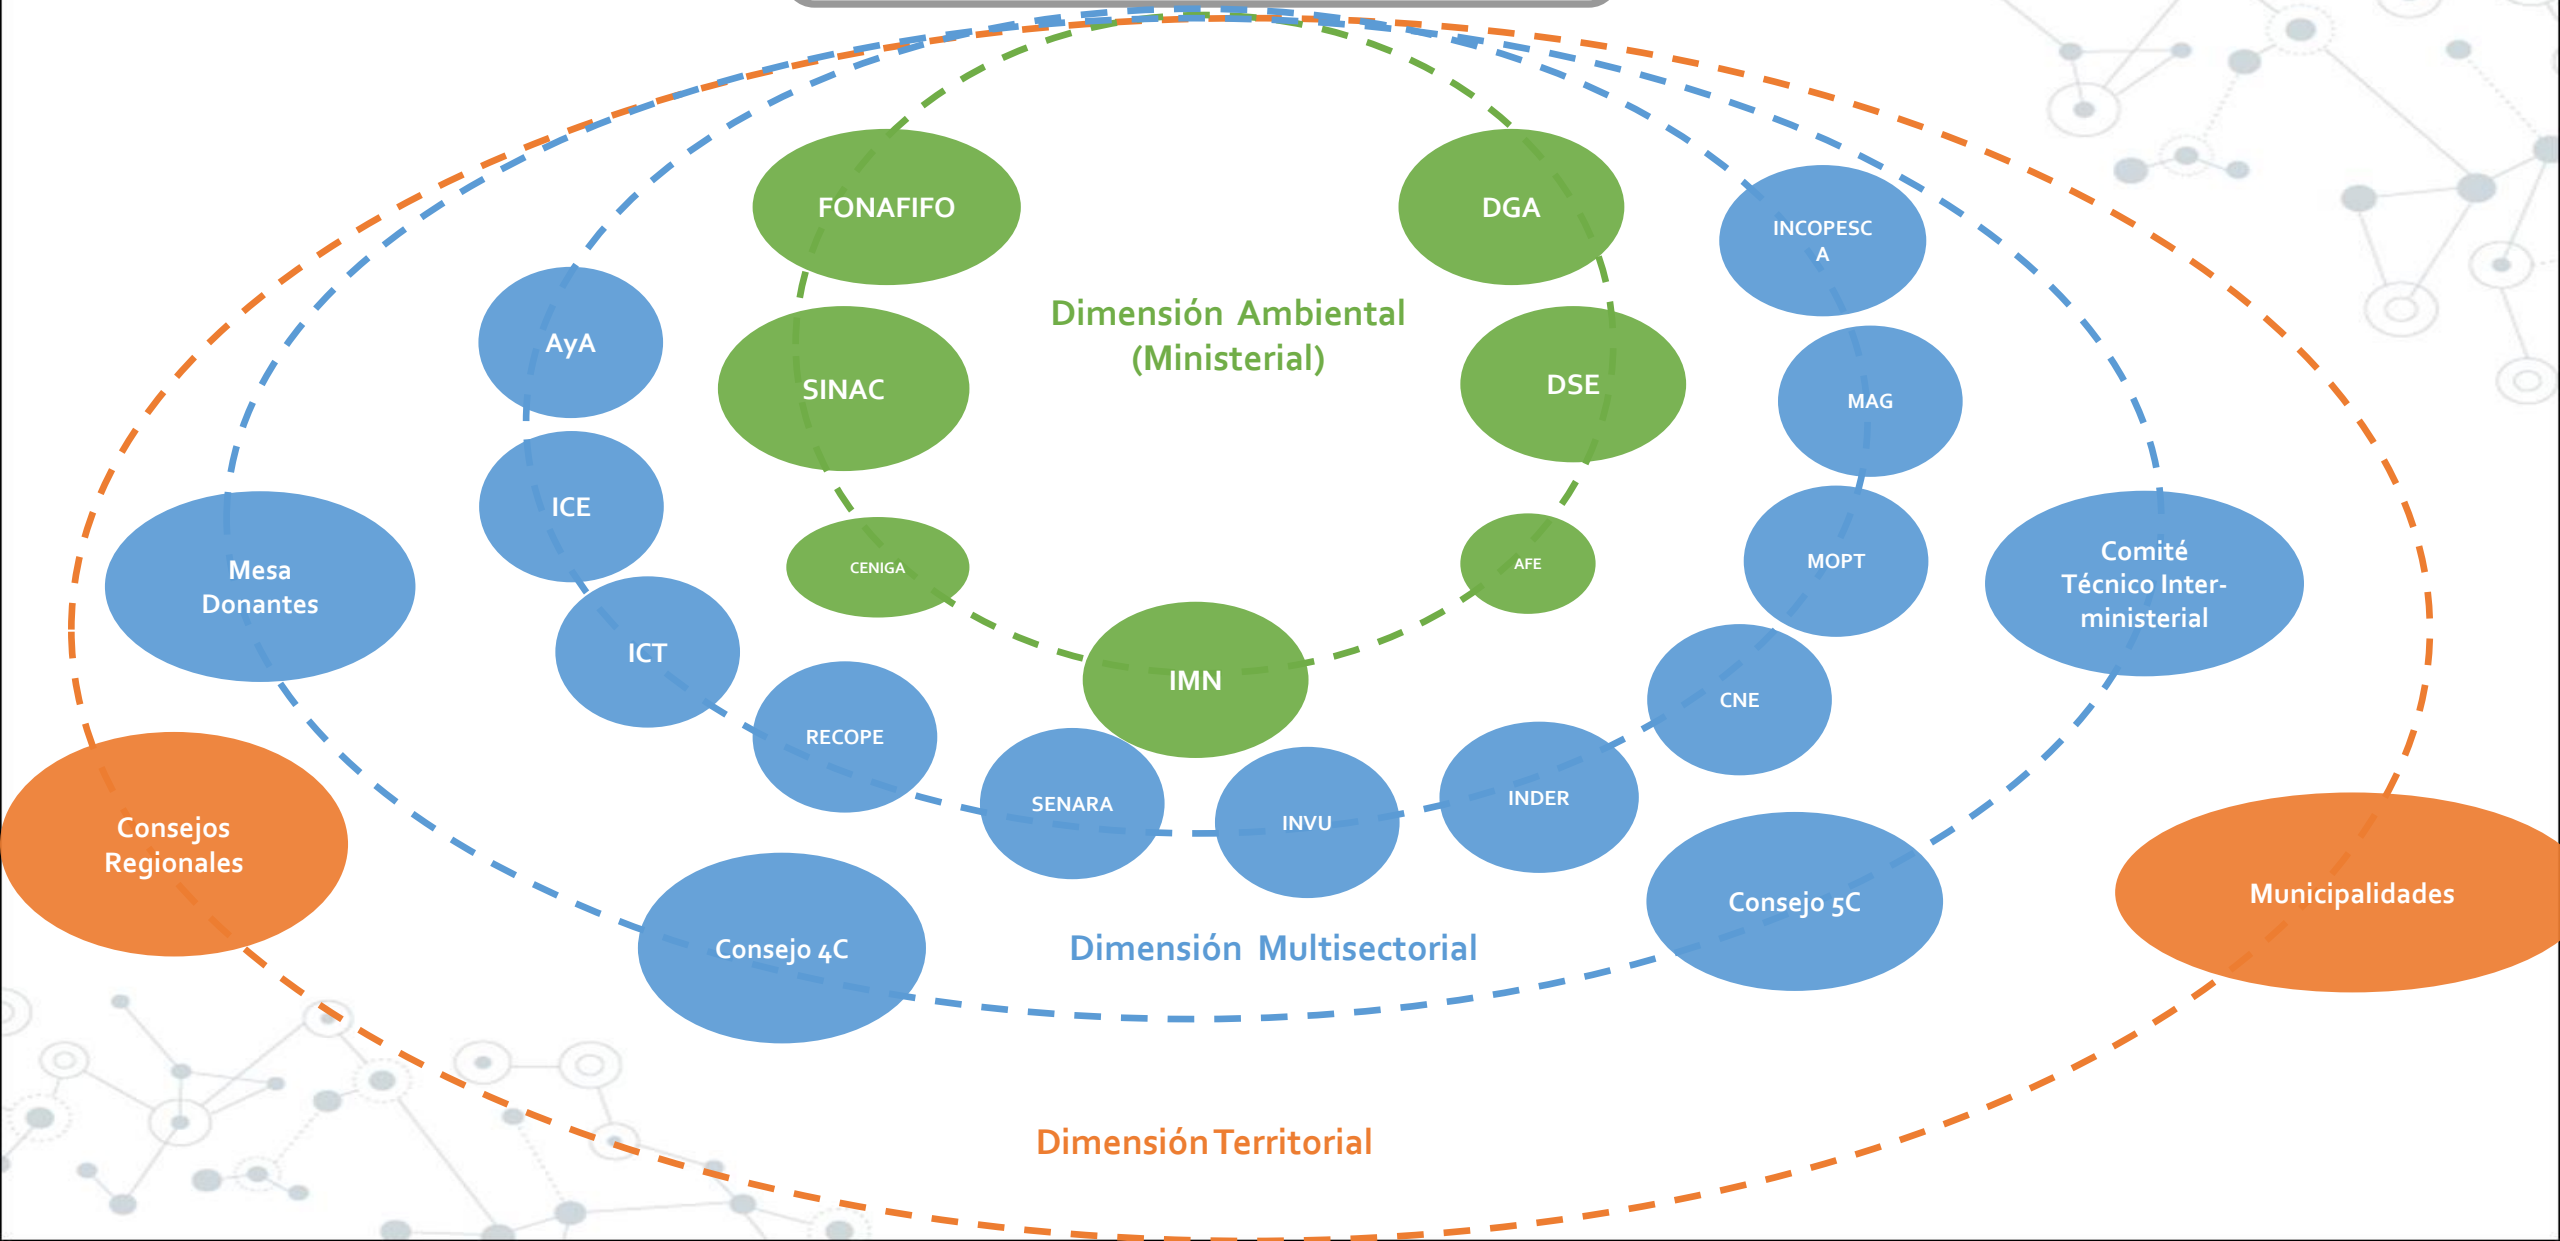 FONAFIFO
DGA
INCOPESC
A
Dimensión Ambiental
(Ministerial)
AyA
SINAC
DSE
MAG
ICE
CENIGA
AFE
MOPT
Mesa
Donantes
Comité
Técnico Inter-
ministerial
ICT
IMN
CNE
RECOPE
SENARA
INVU
INDER
Consejos
Regionales
Municipalidades
Consejo 4C
Dimensión Multisectorial
Consejo 5C
Dimensión Territorial